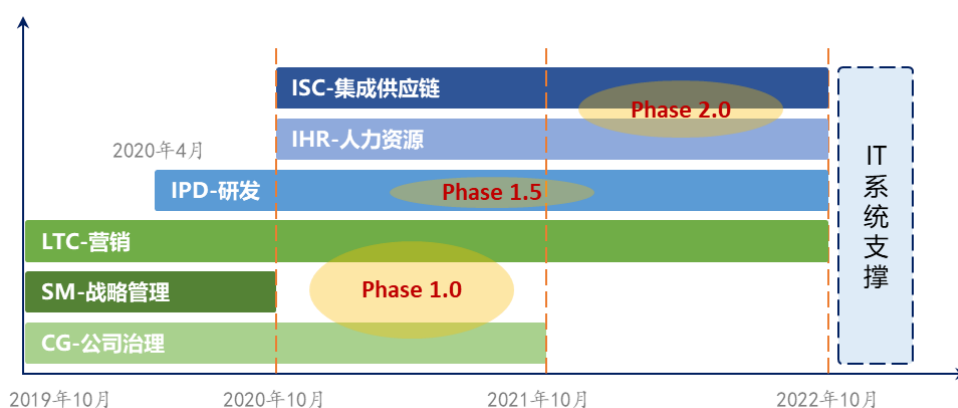 ISC-集成供应链
Phase 2.0
IHR-人力资源
2020年4月
IPD-研发
Phase 1.5
LTC-营销
SM-战略管理
Phase 1.0
CG-公司治理
IT
系
统
支
撑
2019年10月
2020年10月
2021年10月
2022年10月